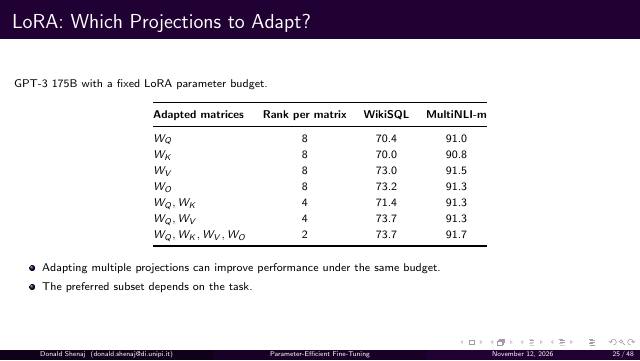 LoRA: Which Projections to Adapt?
GPT-3 175B with a fixed LoRA parameter budget.
Adapted matrices Rank per matrix WikiSQL MultiNLI-m
W_Q 8 70.4 91.0
W_K 8 70.0 90.8
W_V 8 73.0 91.5
W_O 8 73.2 91.3
W_Q, W_K 4 71.4 91.3
W_Q, W_V 4 73.7 91.3
W_Q, W_K, W_V, W_O 2 73.7 91.7
Adapting multiple projections can improve performance under the same budget.
The preferred subset depends on the task.
Donald Shenaj (donald.shenaj@di.unipi.it) Parameter-Efficient Fine-Tuning November 12, 2026 25 / 48